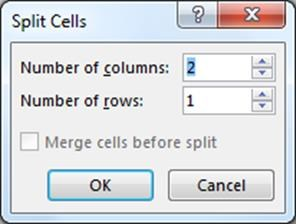 Split Cells
Number of columns: 2
Number of rows: 1
Merge cells before split
OK Cancel